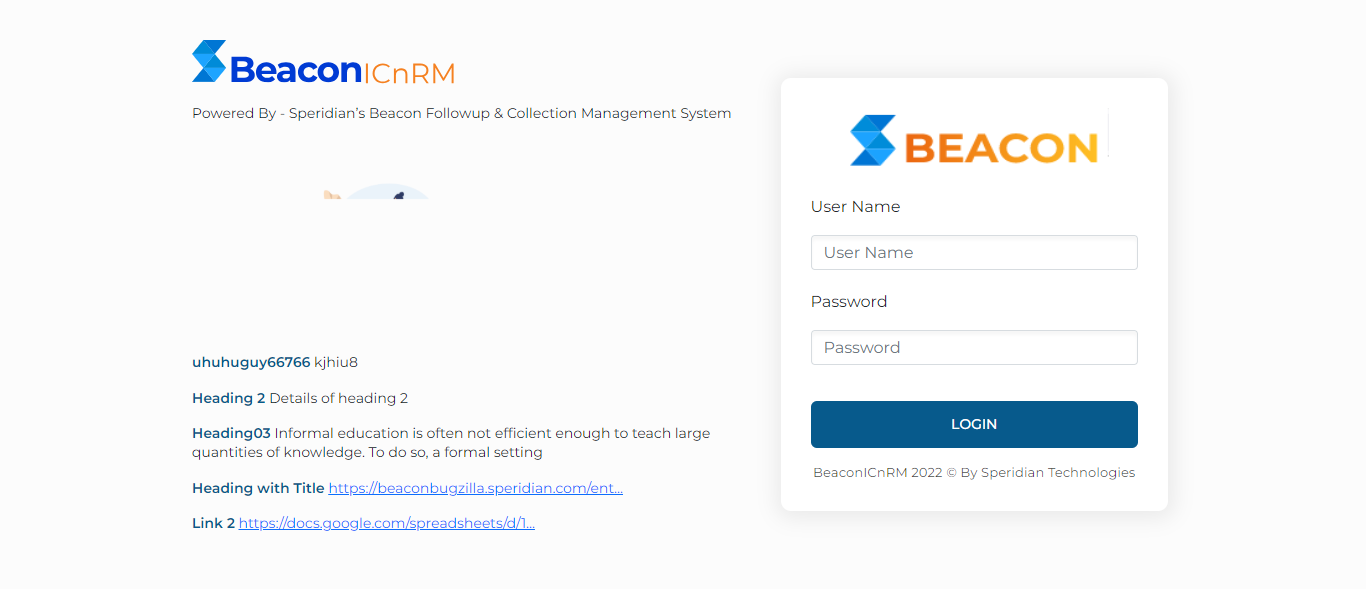 BeaconICnRM
Powered By - Speridian’s Beacon Followup & Collection Management System
uhuhuguy66766 kjhiu8
Heading 2 Details of heading 2
Heading03 Informal education is often not efficient enough to teach large
quantities of knowledge. To do so, a formal setting
Heading with Title https://beaconbugzilla.speridian.com/ent...
Link 2 https://docs.google.com/spreadsheets/d/1...
BEACON
User Name
User Name
Password
Password
LOGIN
BeaconICnRM 2022 © By Speridian Technologies